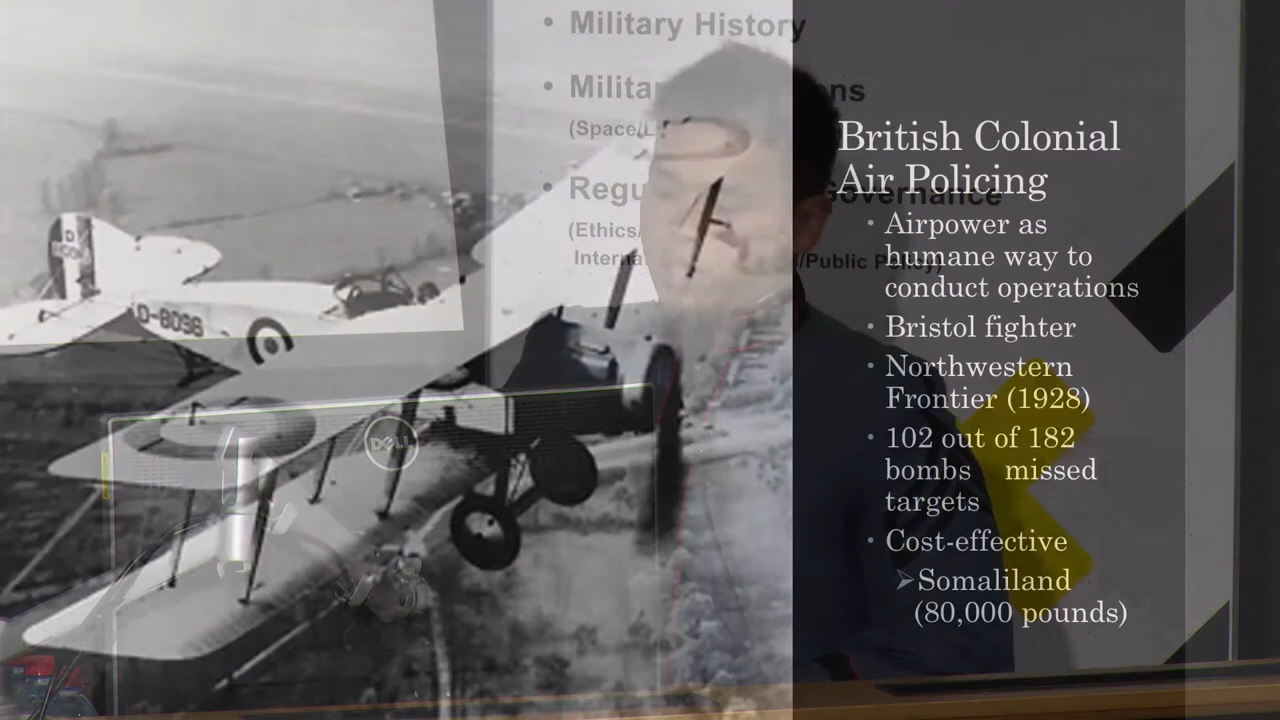 • Military History
• Milita ons
(Space/L
• Regu Governance
(Ethics/
Interna /Public Policy)
British Colonial
Air Policing
• Airpower as
humane way to
conduct operations
• Bristol fighter
• Northwestern
Frontier (1928)
• 102 out of 182
bombs missed
targets
• Cost-effective
➢Somaliland
(80,000 pounds)
D-8096
DELL